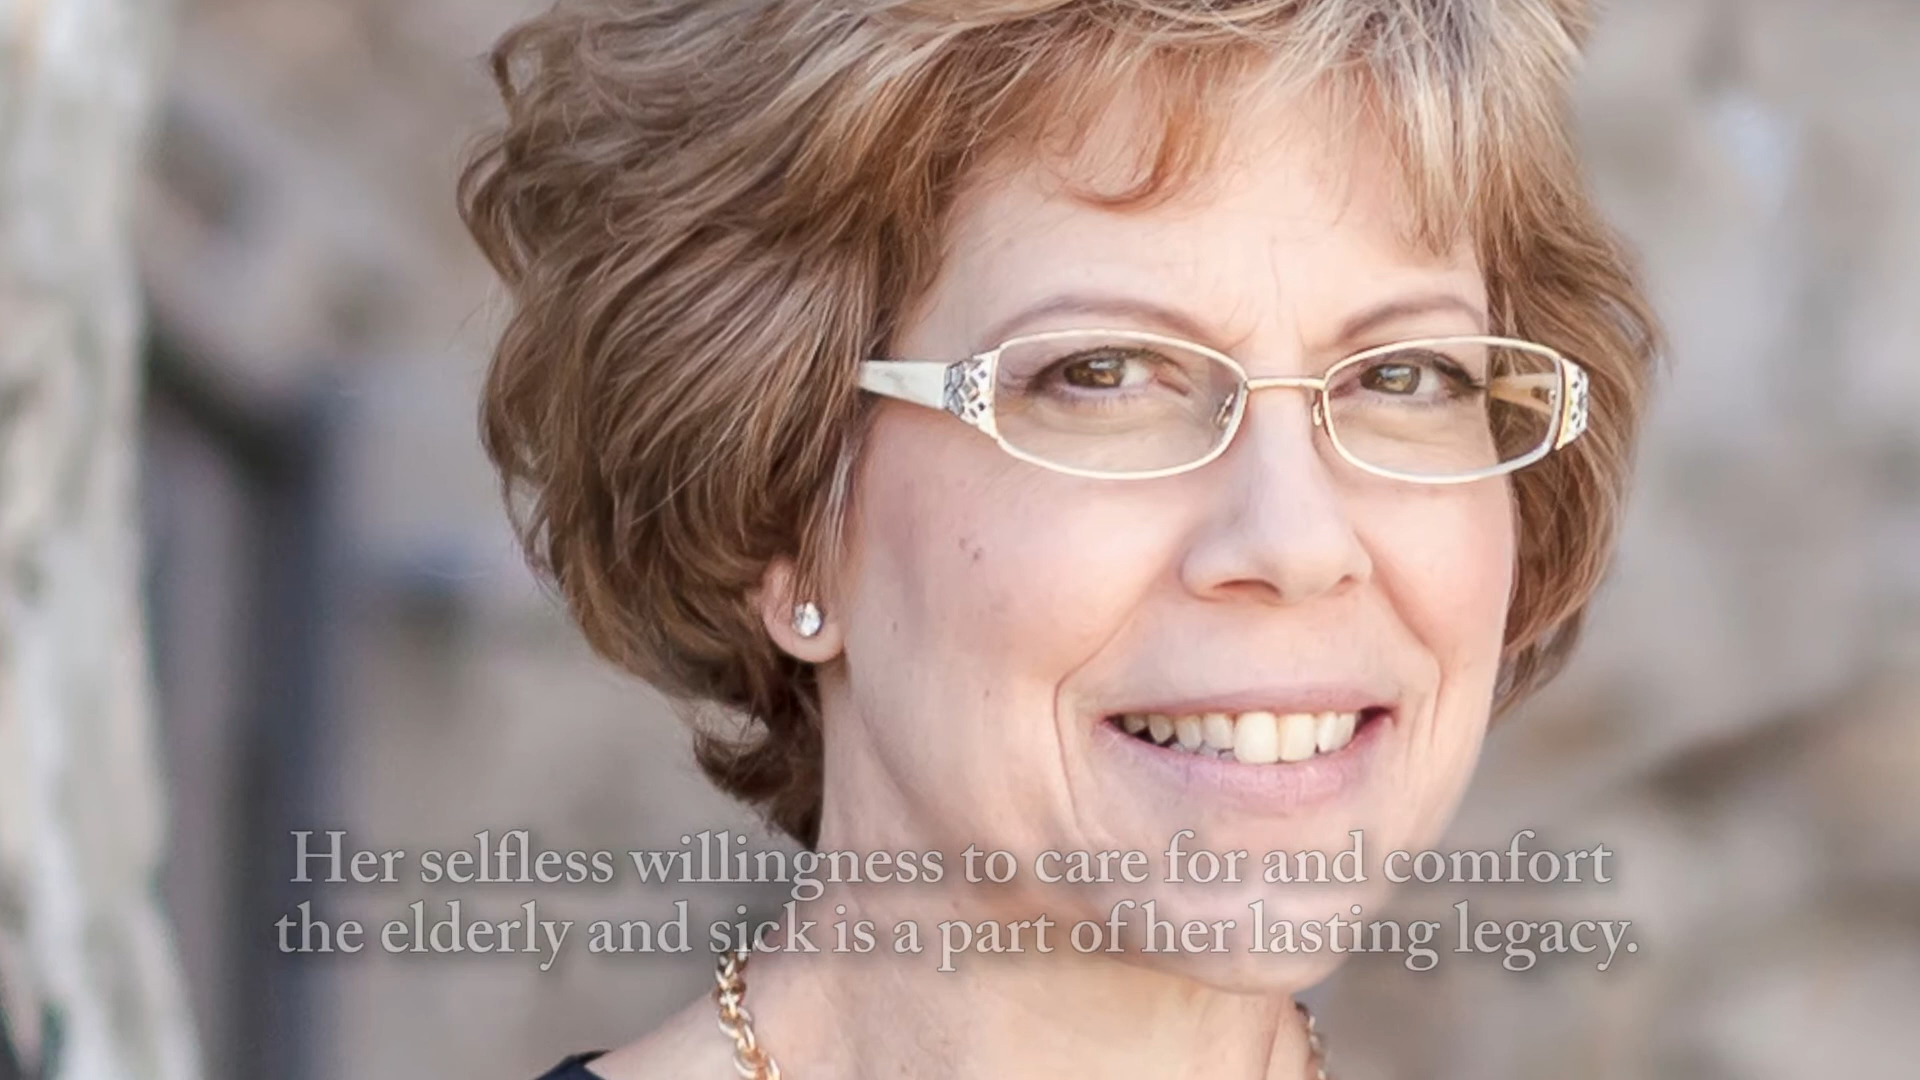 Her selfless willingness to care for and comfort
the elderly and sick is a part of her lasting legacy.